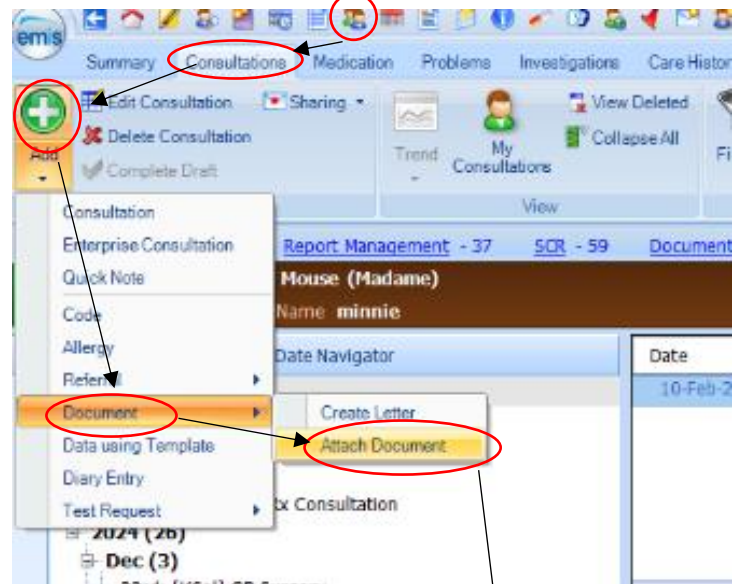 emis
Summary Consultations Medication Problems Investigations Care Histor
Add
Edit Consultation
Delete Consultation
Complete Draft
Sharing
Trend
My
Consultations
View Deleted
Collapse All
Fi
View
Consultation
Enterprise Consultation
Quick Note
Code
Allergy
Referral
Document
Data using Template
Diary Entry
Test Request
Create Letter
Attach Document
Report Management - 37 SCR - 59 Document
Mouse (Madame)
Name minnie
Date Navigator
Date
10-Feb-2
tx Consultation
2024 (26)
Dec (3)